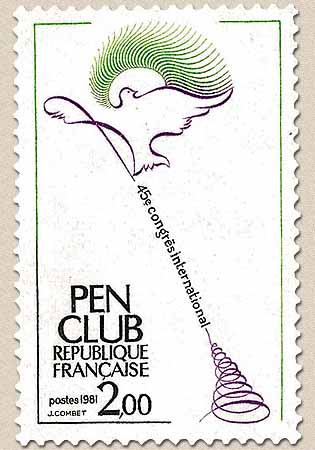 45e congrès international
PEN
CLUB
REPUBLIQUE
FRANÇAISE
postes 1981
J.COMBET
2,00